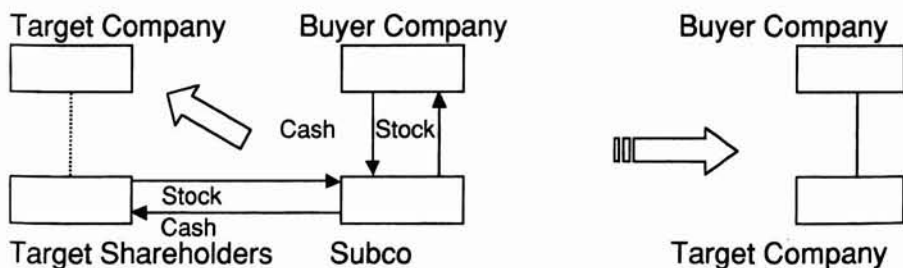 Target Company Buyer Company Buyer Company
Cash Stock
Stock
Cash
Target Shareholders Subco Target Company